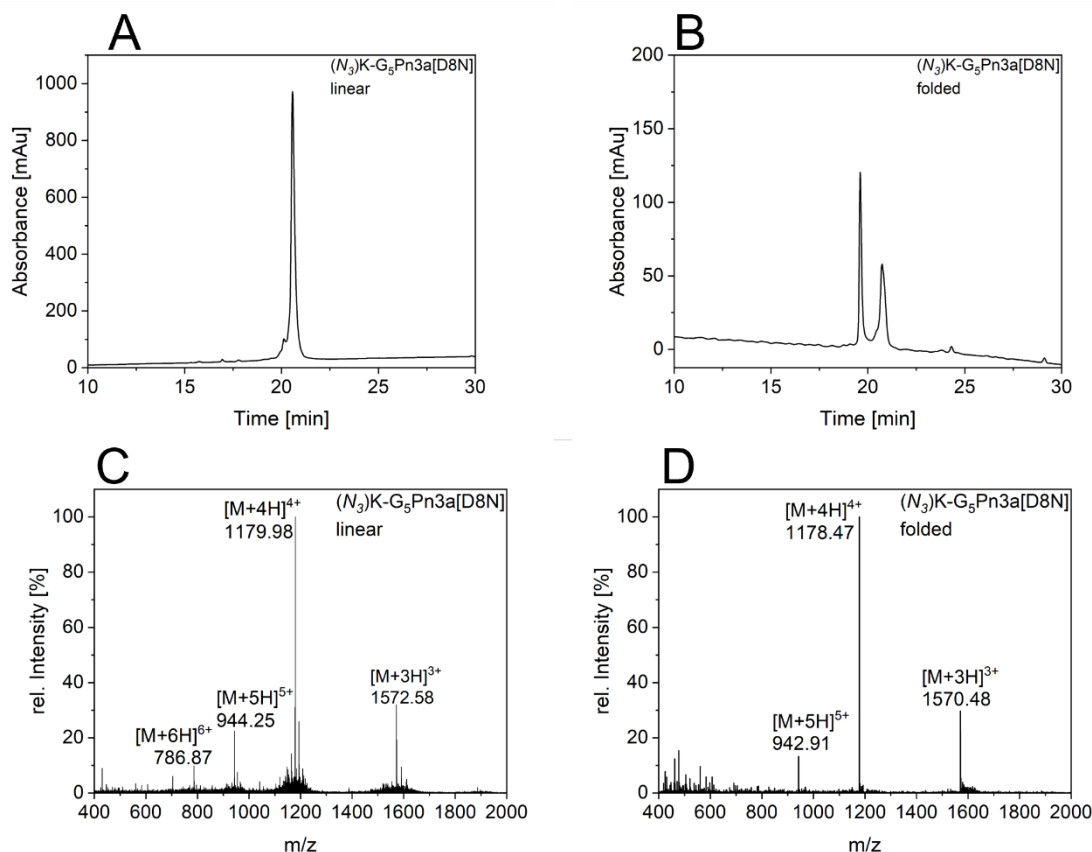 A
(N₃)K-G₅Pn3a[D8N]
linear
1000
800
600
400
200
0
Absorbance [mAu]
10 15 20 25 30
Time [min]
B
(N₃)K-G₅Pn3a[D8N]
folded
200
150
100
50
0
Absorbance [mAu]
10 15 20 25 30
Time [min]
C
(N₃)K-G₅Pn3a[D8N]
linear
[M+4H]⁴⁺
1179.98
[M+3H]³⁺
1572.58
[M+5H]⁵⁺
944.25
[M+6H]⁶⁺
786.87
100
80
60
40
20
0
rel. Intensity [%]
400 600 800 1000 1200 1400 1600 1800 2000
m/z
D
(N₃)K-G₅Pn3a[D8N]
folded
[M+4H]⁴⁺
1178.47
[M+3H]³⁺
1570.48
[M+5H]⁵⁺
942.91
100
80
60
40
20
0
rel. Intensity [%]
400 600 800 1000 1200 1400 1600 1800 2000
m/z